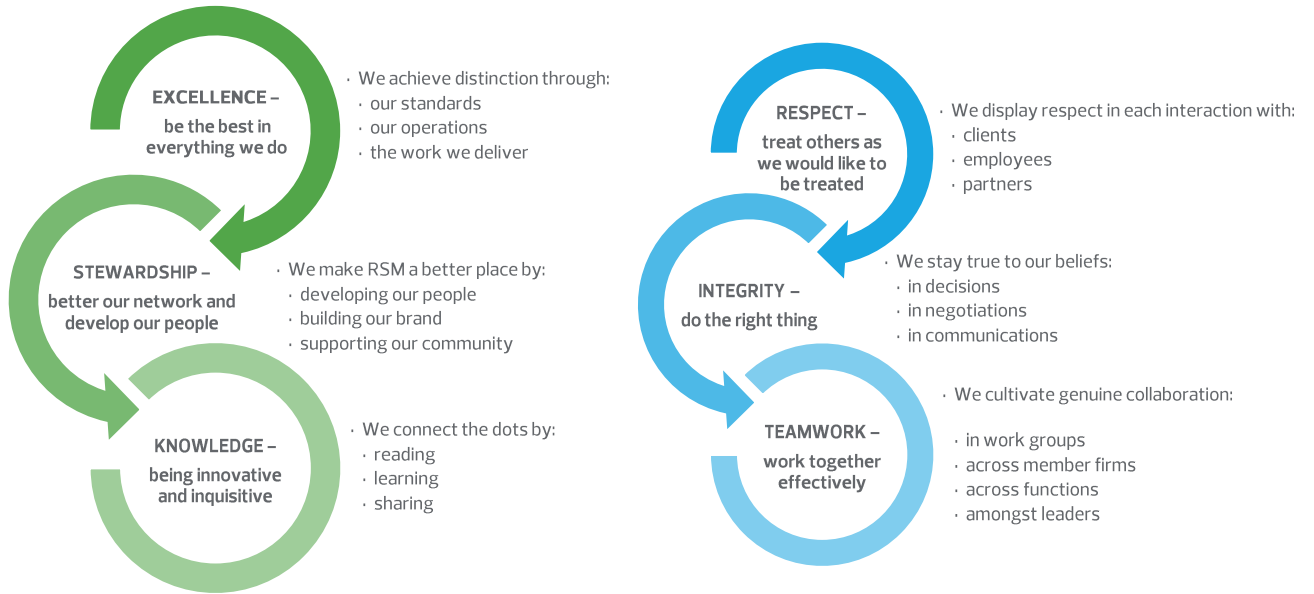 EXCELLENCE –
be the best in
everything we do
· We achieve distinction through:
· our standards
· our operations
· the work we deliver
STEWARDSHIP –
better our network and
develop our people
· We make RSM a better place by:
· developing our people
· building our brand
· supporting our community
KNOWLEDGE –
being innovative
and inquisitive
· We connect the dots by:
· reading
· learning
· sharing
RESPECT –
treat others as
we would like to
be treated
· We display respect in each interaction with:
· clients
· employees
· partners
INTEGRITY –
do the right thing
· We stay true to our beliefs:
· in decisions
· in negotiations
· in communications
TEAMWORK –
work together
effectively
· We cultivate genuine collaboration:
· in work groups
· across member firms
· across functions
· amongst leaders